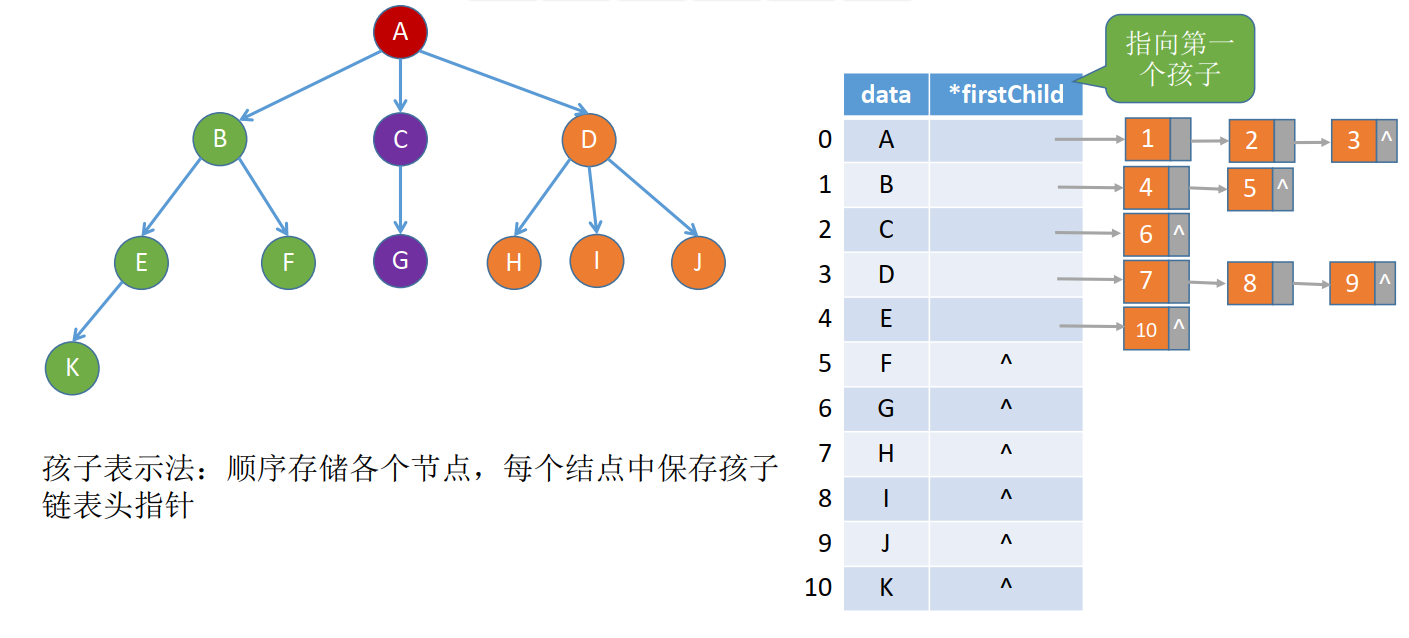 A
B
C
D
E
F
G
H
I
J
K
孩子表示法：顺序存储各个节点，每个结点中保存孩子
链表头指针
指向第一
个孩子
data *firstChild
0 A 1 2 3 ^
1 B 4 5 ^
2 C 6 ^
3 D 7 8 9 ^
4 E 10 ^
5 F ^
6 G ^
7 H ^
8 I ^
9 J ^
10 K ^